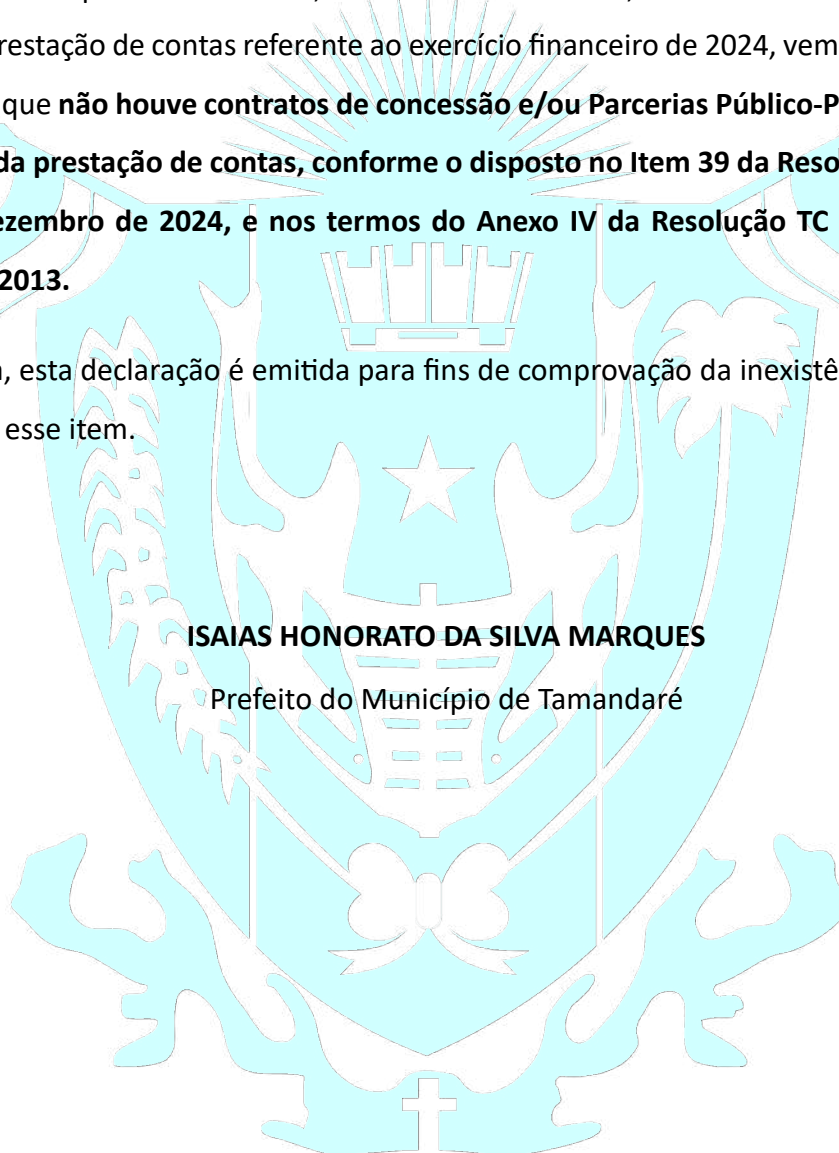 restação de contas referente ao exercício financeiro de 2024, vem
que não houve contratos de concessão e/ou Parcerias Público-P
da prestação de contas, conforme o disposto no Item 39 da Resol
ezembro de 2024, e nos termos do Anexo IV da Resolução TC
2013.
, esta declaração é emitida para fins de comprovação da inexistê
esse item.
ISAIAS HONORATO DA SILVA MARQUES
Prefeito do Município de Tamandaré